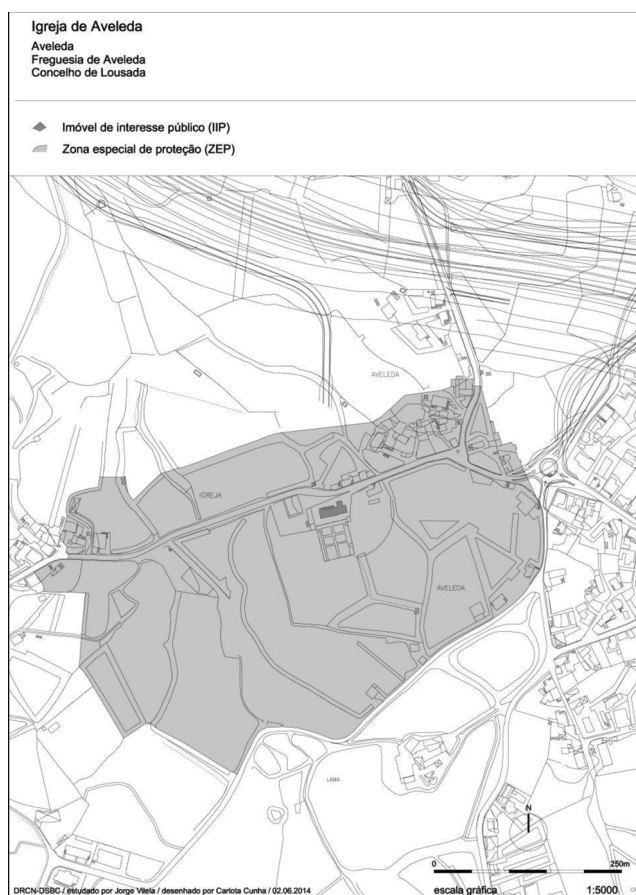 Igreja de Aveleda
Aveleda
Freguesia de Aveleda
Concelho de Lousada
Imóvel de interesse público (IIP)
Zona especial de proteção (ZEP)
AVELEDA
IGREJA
AVELEDA
LAMA
N
0
250m
DRCN-DSBC / estudado por Jorge Vilela / desenhado por Carlota Cunha / 02.06.2014
escala gráfica
1:5000